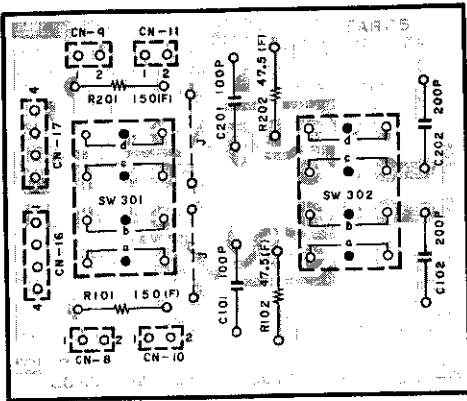 CN-9 CN-11
1 2 1 2
R201 150(F)
4
CN-17
1
C201 100P
R202 47.5(F)
C202 200P
J
d
c
SW 301
b
a
d
c
SW 302
b
a
1
CN-16
4
J
C101 100P
R102 47.5(F)
C102 200P
R101 150(F)
1 2 1 2
CN-8 CN-10